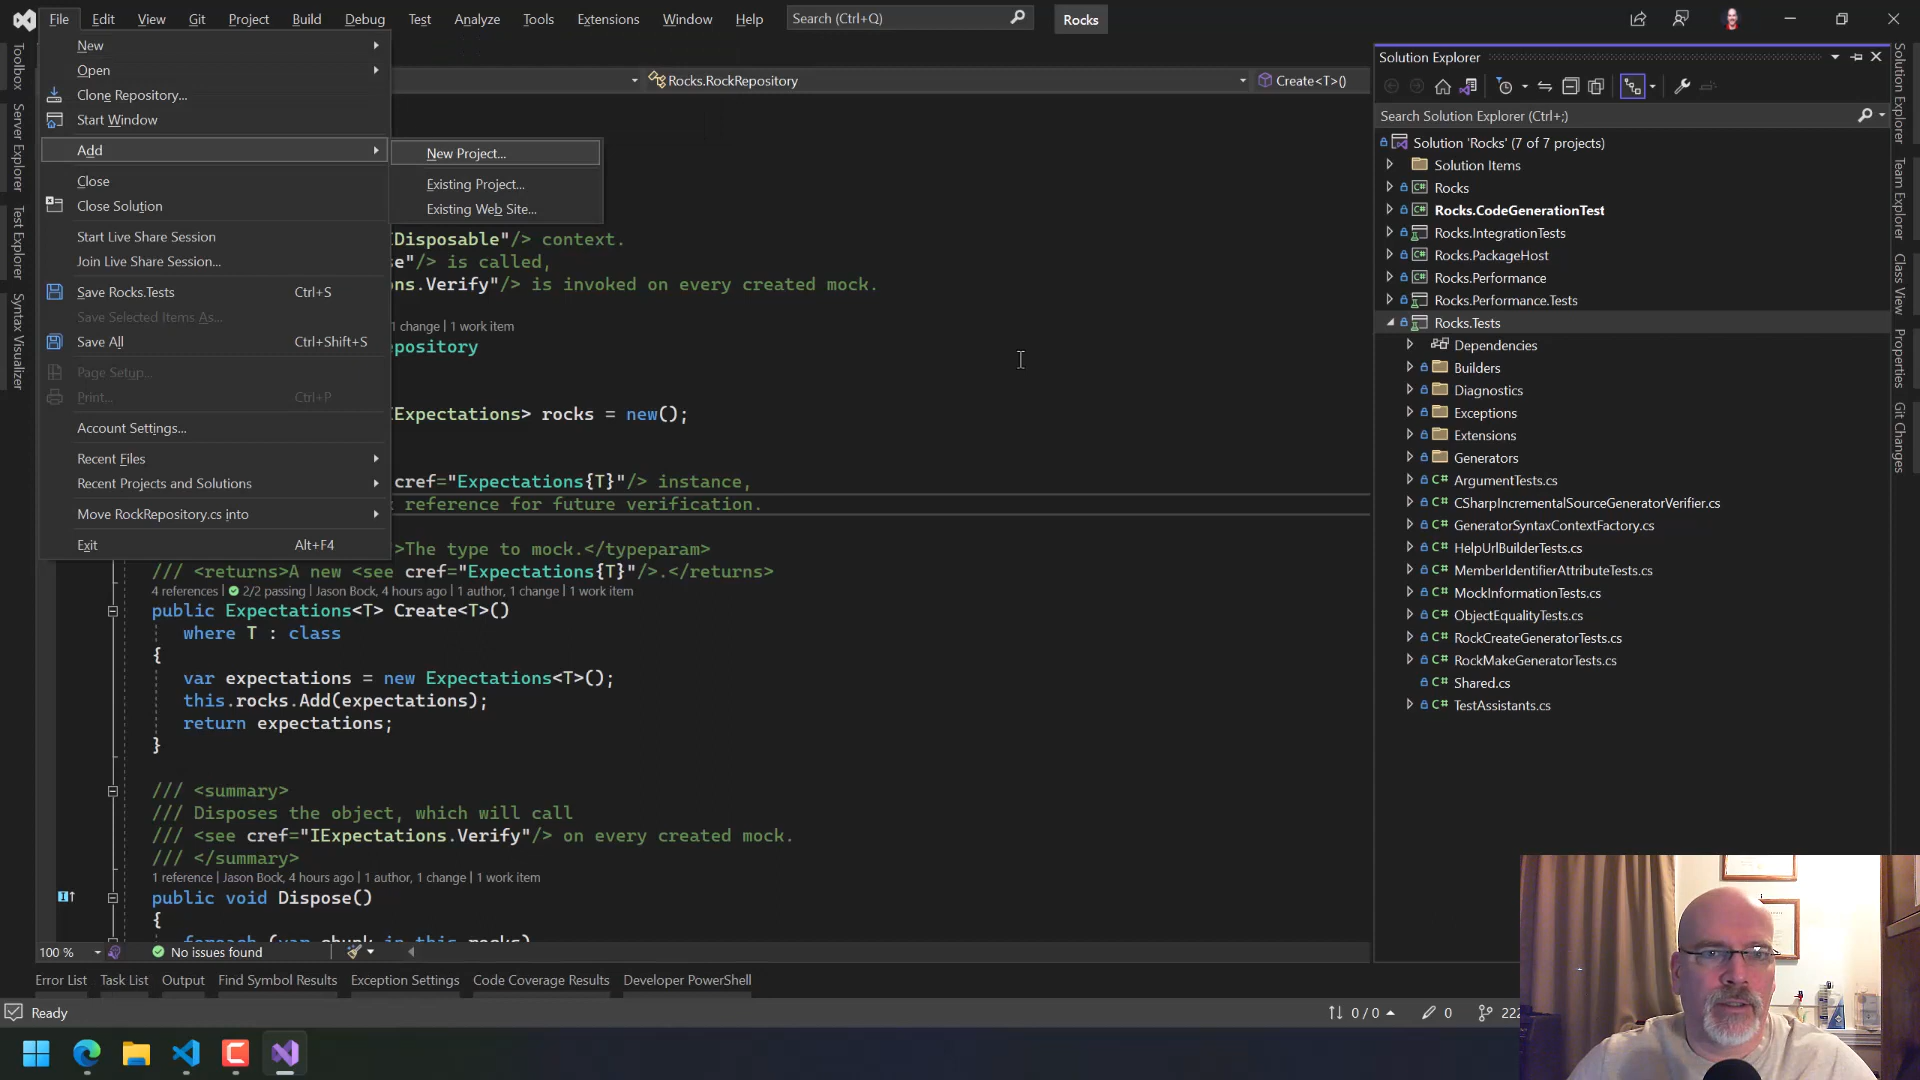 File Edit View Git Project Build Debug Test Analyze Tools Extensions Window Help Search (Ctrl+Q) Rocks
New
Open
Clone Repository...
Start Window
Add
Close
Close Solution
Start Live Share Session
Join Live Share Session...
Save Rocks.Tests Ctrl+S
Save Selected Items As...
Save All Ctrl+Shift+S
Page Setup...
Print... Ctrl+P
Account Settings...
Recent Files
Recent Projects and Solutions
Move RockRepository.cs into
Exit Alt+F4
New Project...
Existing Project...
Existing Web Site...
Toolbox
Server Explorer
Test Explorer
Syntax Visualizer
Rocks.RockRepository
Create<T>()
IDisposable"/> context.
se"/> is called,
ns.Verify"/> is invoked on every created mock.
1 change | 1 work item
pository
IExpectations> rocks = new();
cref="Expectations{T}"/> instance,
reference for future verification.
>The type to mock.</typeparam>
/// <returns>A new <see cref="Expectations{T}"/>.</returns>
4 references | 2/2 passing | Jason Bock, 4 hours ago | 1 author, 1 change | 1 work item
public Expectations<T> Create<T>()
where T : class
{
var expectations = new Expectations<T>();
this.rocks.Add(expectations);
return expectations;
}
/// <summary>
/// Disposes the object, which will call
/// <see cref="IExpectations.Verify"/> on every created mock.
/// </summary>
1 reference | Jason Bock, 4 hours ago | 1 author, 1 change | 1 work item
public void Dispose()
{
foreach (var chunk in this.rocks)
100 % No issues found
Error List Task List Output Find Symbol Results Exception Settings Code Coverage Results Developer PowerShell
Ready 0 / 0 0 222
Solution Explorer
Search Solution Explorer (Ctrl+;)
Solution 'Rocks' (7 of 7 projects)
Solution Items
C# Rocks
C# Rocks.CodeGenerationTest
Rocks.IntegrationTests
C# Rocks.PackageHost
C# Rocks.Performance
Rocks.Performance.Tests
Rocks.Tests
Dependencies
Builders
Diagnostics
Exceptions
Extensions
Generators
C# ArgumentTests.cs
C# CSharpIncrementalSourceGeneratorVerifier.cs
C# GeneratorSyntaxContextFactory.cs
C# HelpUrlBuilderTests.cs
C# MemberIdentifierAttributeTests.cs
C# MockInformationTests.cs
C# ObjectEqualityTests.cs
C# RockCreateGeneratorTests.cs
C# RockMakeGeneratorTests.cs
C# Shared.cs
C# TestAssistants.cs
Solution Explorer
Team Explorer
Class View
Properties
Git Changes